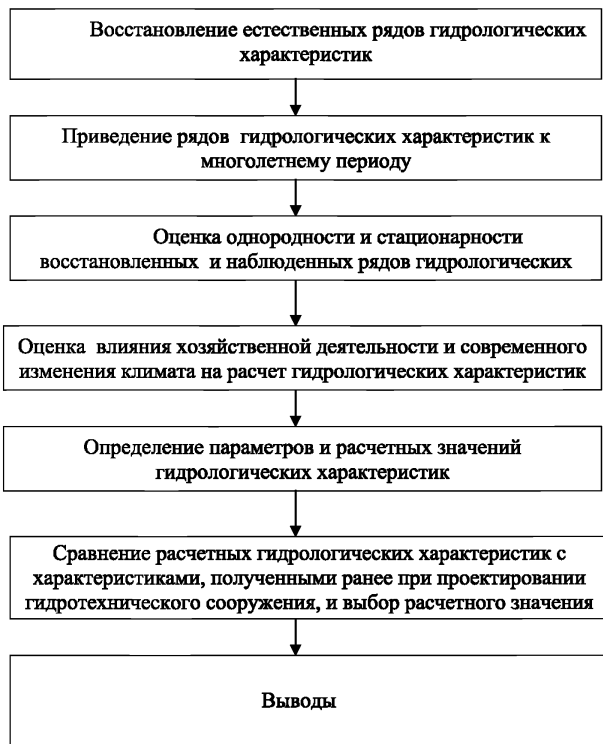 Восстановление естественных рядов гидрологических
характеристик
Приведение рядов гидрологических характеристик к
многолетнему периоду
Оценка однородности и стационарности
восстановленных и наблюденных рядов гидрологических
Оценка влияния хозяйственной деятельности и современного
изменения климата на расчет гидрологических характеристик
Определение параметров и расчетных значений
гидрологических характеристик
Сравнение расчетных гидрологических характеристик с
характеристиками, полученными ранее при проектировании
гидротехнического сооружения, и выбор расчетного значения
Выводы